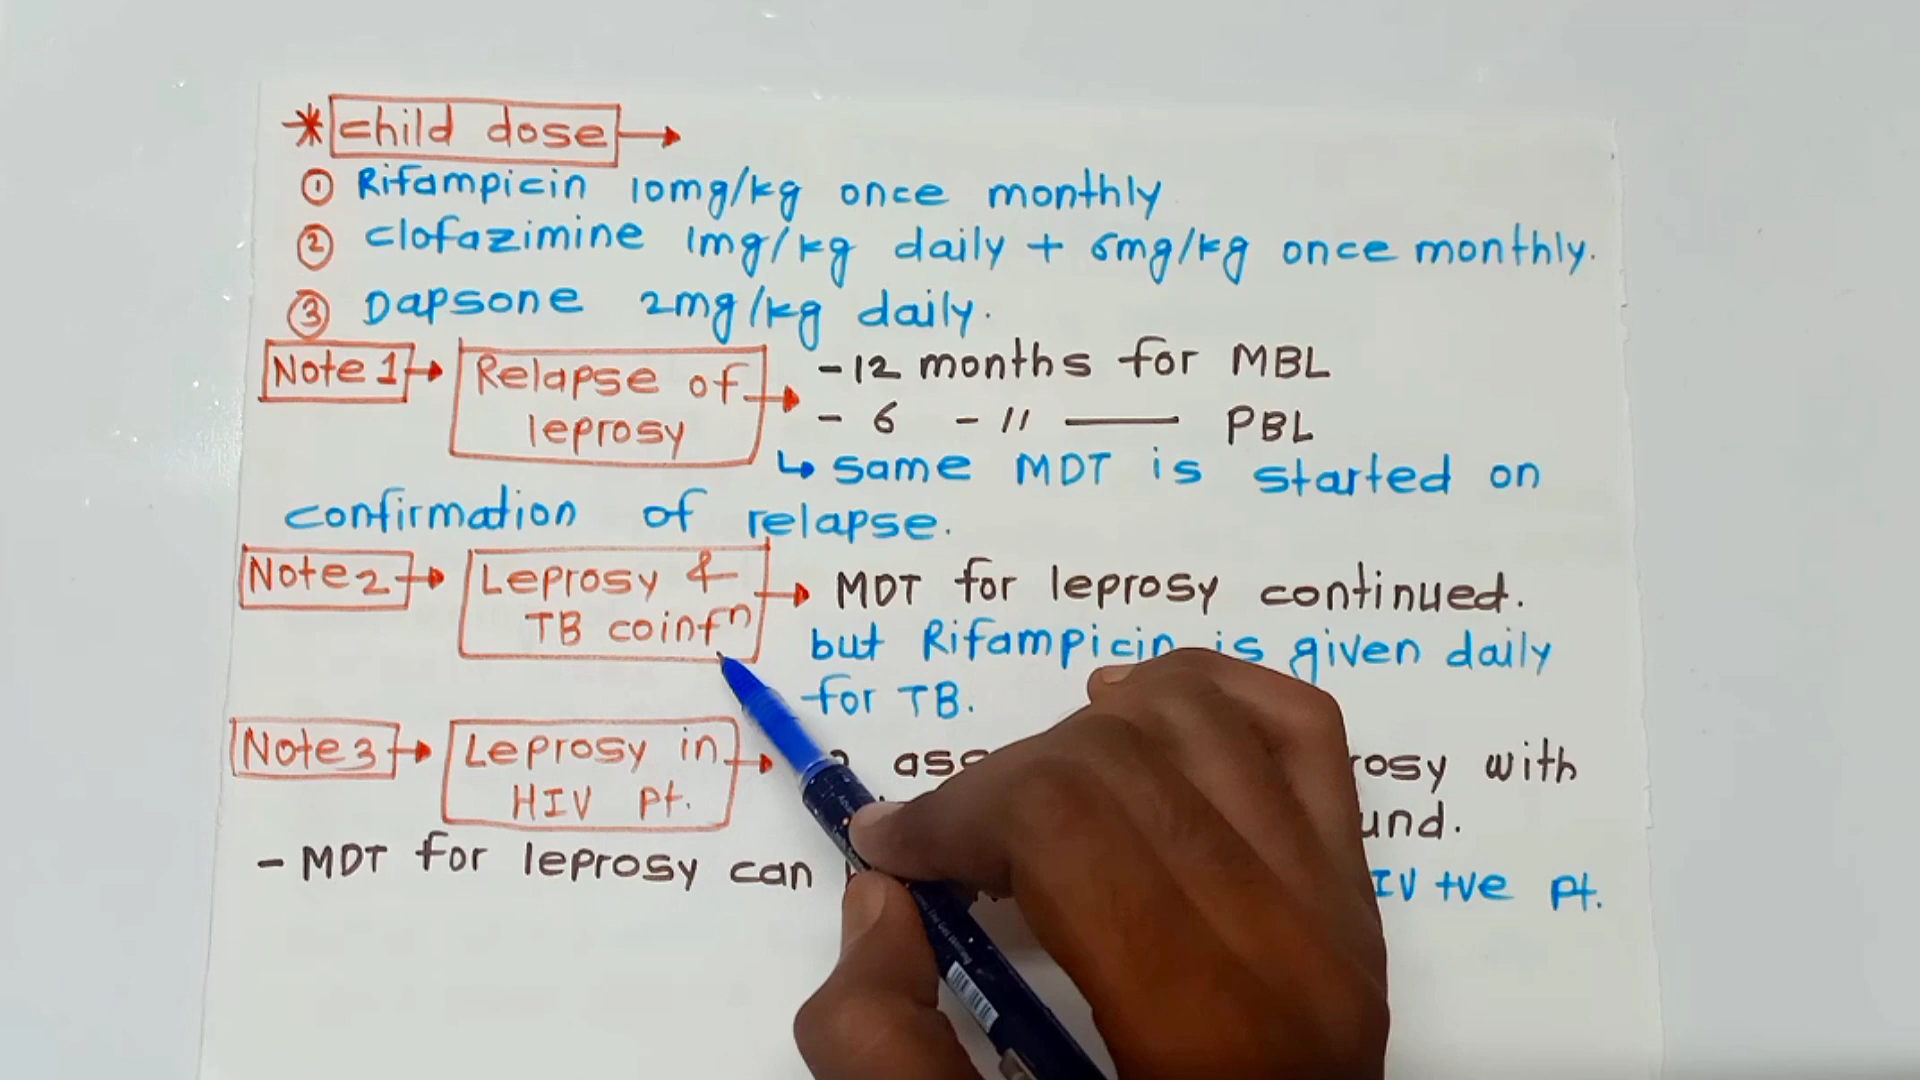 * child dose →
① Rifampicin 10mg/kg once monthly
② clofazimine 1mg/kg daily + 6mg/kg once monthly.
③ Dapsone 2mg/kg daily.
Note 1 → Relapse of leprosy → - 12 months for MBL
- 6 - 11 —— PBL
↳ same MDT is started on
confirmation of relapse.
Note 2 → Leprosy & TB coinfⁿ → MDT for leprosy continued.
but Rifampicin is given daily
for TB.
Note 3 → Leprosy in HIV pt. → rosy with
und.
- MDT for leprosy can IV +ve pt.